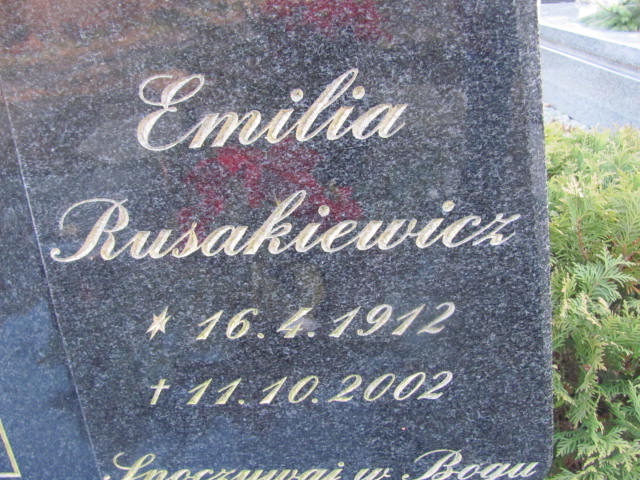 Emilia
Rusakiewicz
* 16.4.1912
† 11.10.2002
Spoczywaj w Bogu